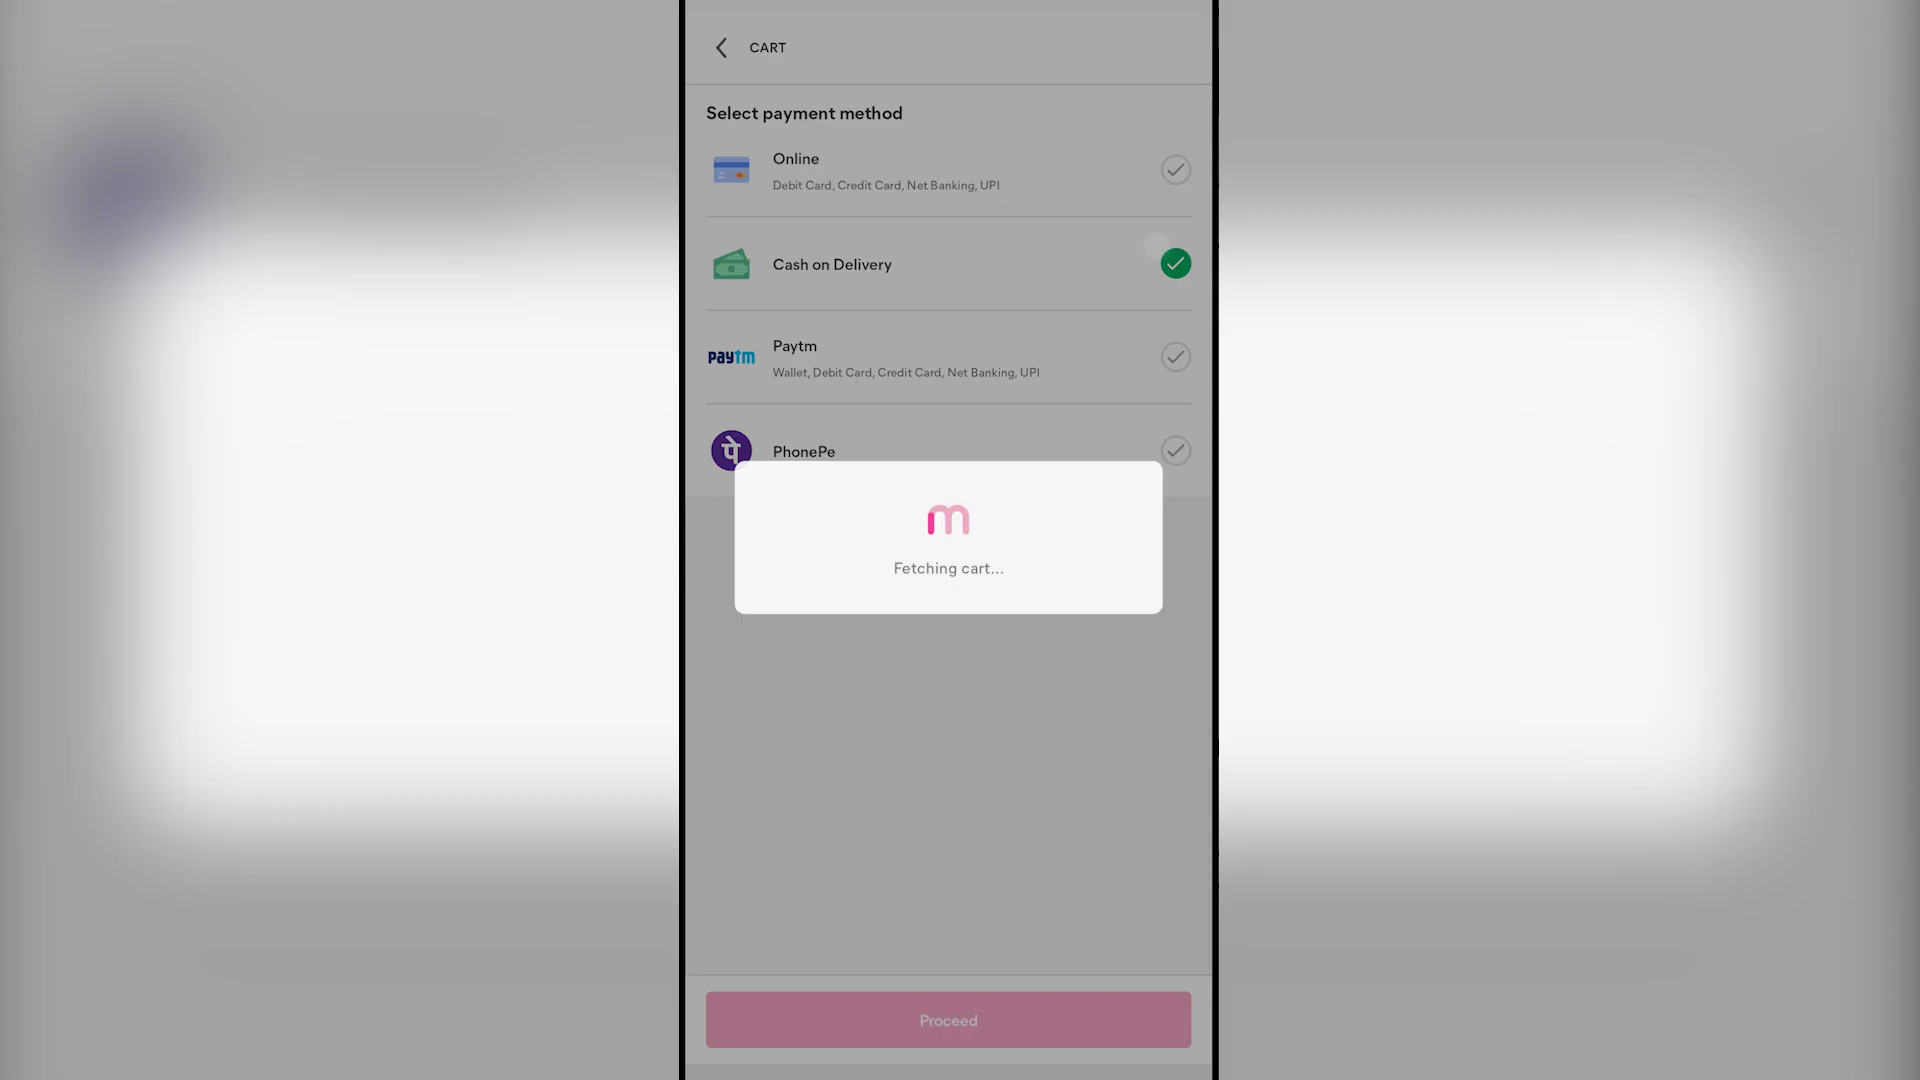 CART
Select payment method
Online
Debit Card, Credit Card, Net Banking, UPI
Cash on Delivery
paytm
Paytm
Wallet, Debit Card, Credit Card, Net Banking, UPI
पे
PhonePe
m
Fetching cart...
Proceed